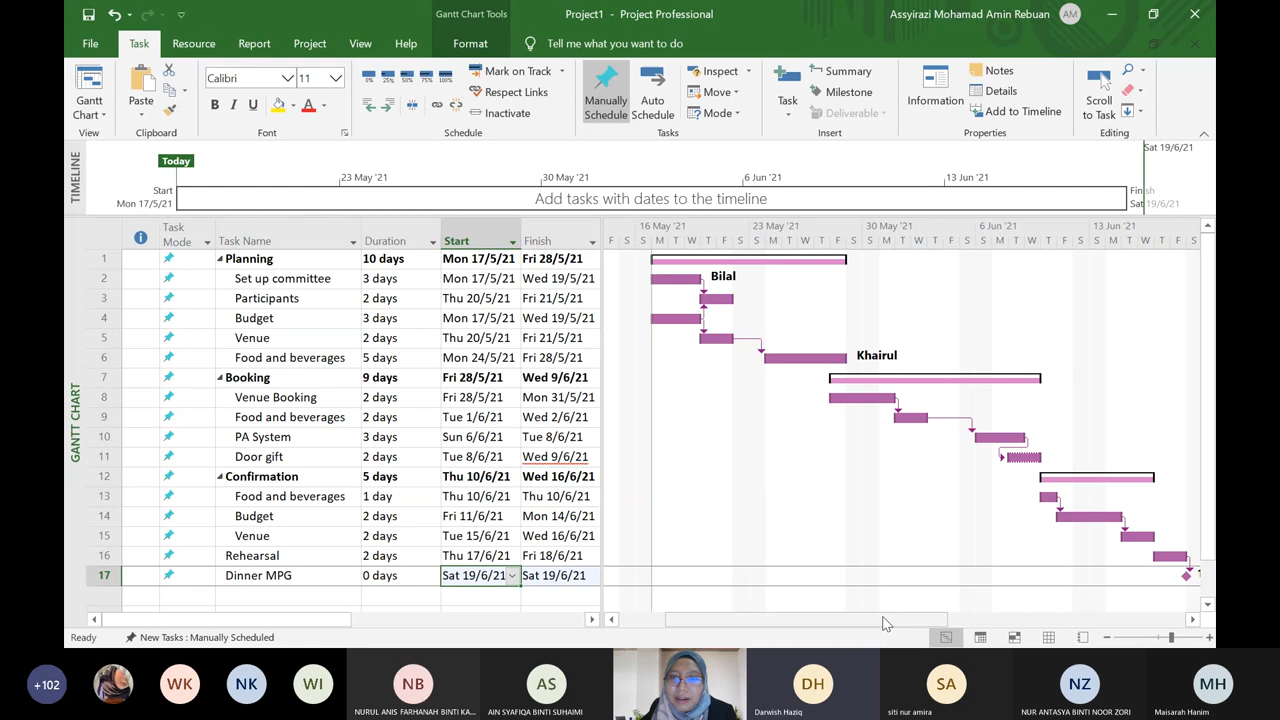 Gantt Chart Tools
Project1 - Project Professional
Assyirazi Mohamad Amin Rebuan AM
File Task Resource Report Project View Help Format Tell me what you want to do
Gantt Chart
View
Paste
Clipboard
Calibri 11
B I U A
Font
0% 25% 50% 75% 100%
Mark on Track
Respect Links
Inactivate
Schedule
Manually Schedule
Auto Schedule
Inspect
Move
Mode
Tasks
Task
Summary
Milestone
Deliverable
Insert
Information
Notes
Details
Add to Timeline
Properties
Scroll to Task
Editing
TIMELINE
Today
Sat 19/6/21
23 May '21 30 May '21 6 Jun '21 13 Jun '21
Start
Mon 17/5/21
Add tasks with dates to the timeline
Finish
Sat 19/6/21
GANTT CHART
Task Mode Task Name Duration Start Finish
16 May '21 23 May '21 30 May '21 6 Jun '21 13 Jun '21
F S S M T W T F S S M T W T F S S M T W T F S S M T W T F S S M T W T F S
1 Planning 10 days Mon 17/5/21 Fri 28/5/21
2 Set up committee 3 days Mon 17/5/21 Wed 19/5/21 Bilal
3 Participants 2 days Thu 20/5/21 Fri 21/5/21
4 Budget 3 days Mon 17/5/21 Wed 19/5/21
5 Venue 2 days Thu 20/5/21 Fri 21/5/21
6 Food and beverages 5 days Mon 24/5/21 Fri 28/5/21 Khairul
7 Booking 9 days Fri 28/5/21 Wed 9/6/21
8 Venue Booking 2 days Fri 28/5/21 Mon 31/5/21
9 Food and beverages 2 days Tue 1/6/21 Wed 2/6/21
10 PA System 3 days Sun 6/6/21 Tue 8/6/21
11 Door gift 2 days Tue 8/6/21 Wed 9/6/21
12 Confirmation 5 days Thu 10/6/21 Wed 16/6/21
13 Food and beverages 1 day Thu 10/6/21 Thu 10/6/21
14 Budget 2 days Fri 11/6/21 Mon 14/6/21
15 Venue 2 days Tue 15/6/21 Wed 16/6/21
16 Rehearsal 2 days Thu 17/6/21 Fri 18/6/21
17 Dinner MPG 0 days Sat 19/6/21 Sat 19/6/21
Ready New Tasks : Manually Scheduled
+102 WK NK WI NB AS DH SA NZ MH
NURUL ANIS FARHANAH BINTI KA... AIN SYAFIQA BINTI SUHAIMI Darwish Haziq siti nur amira NUR ANTASYA BINTI NOOR ZORI Maisarah Hanim